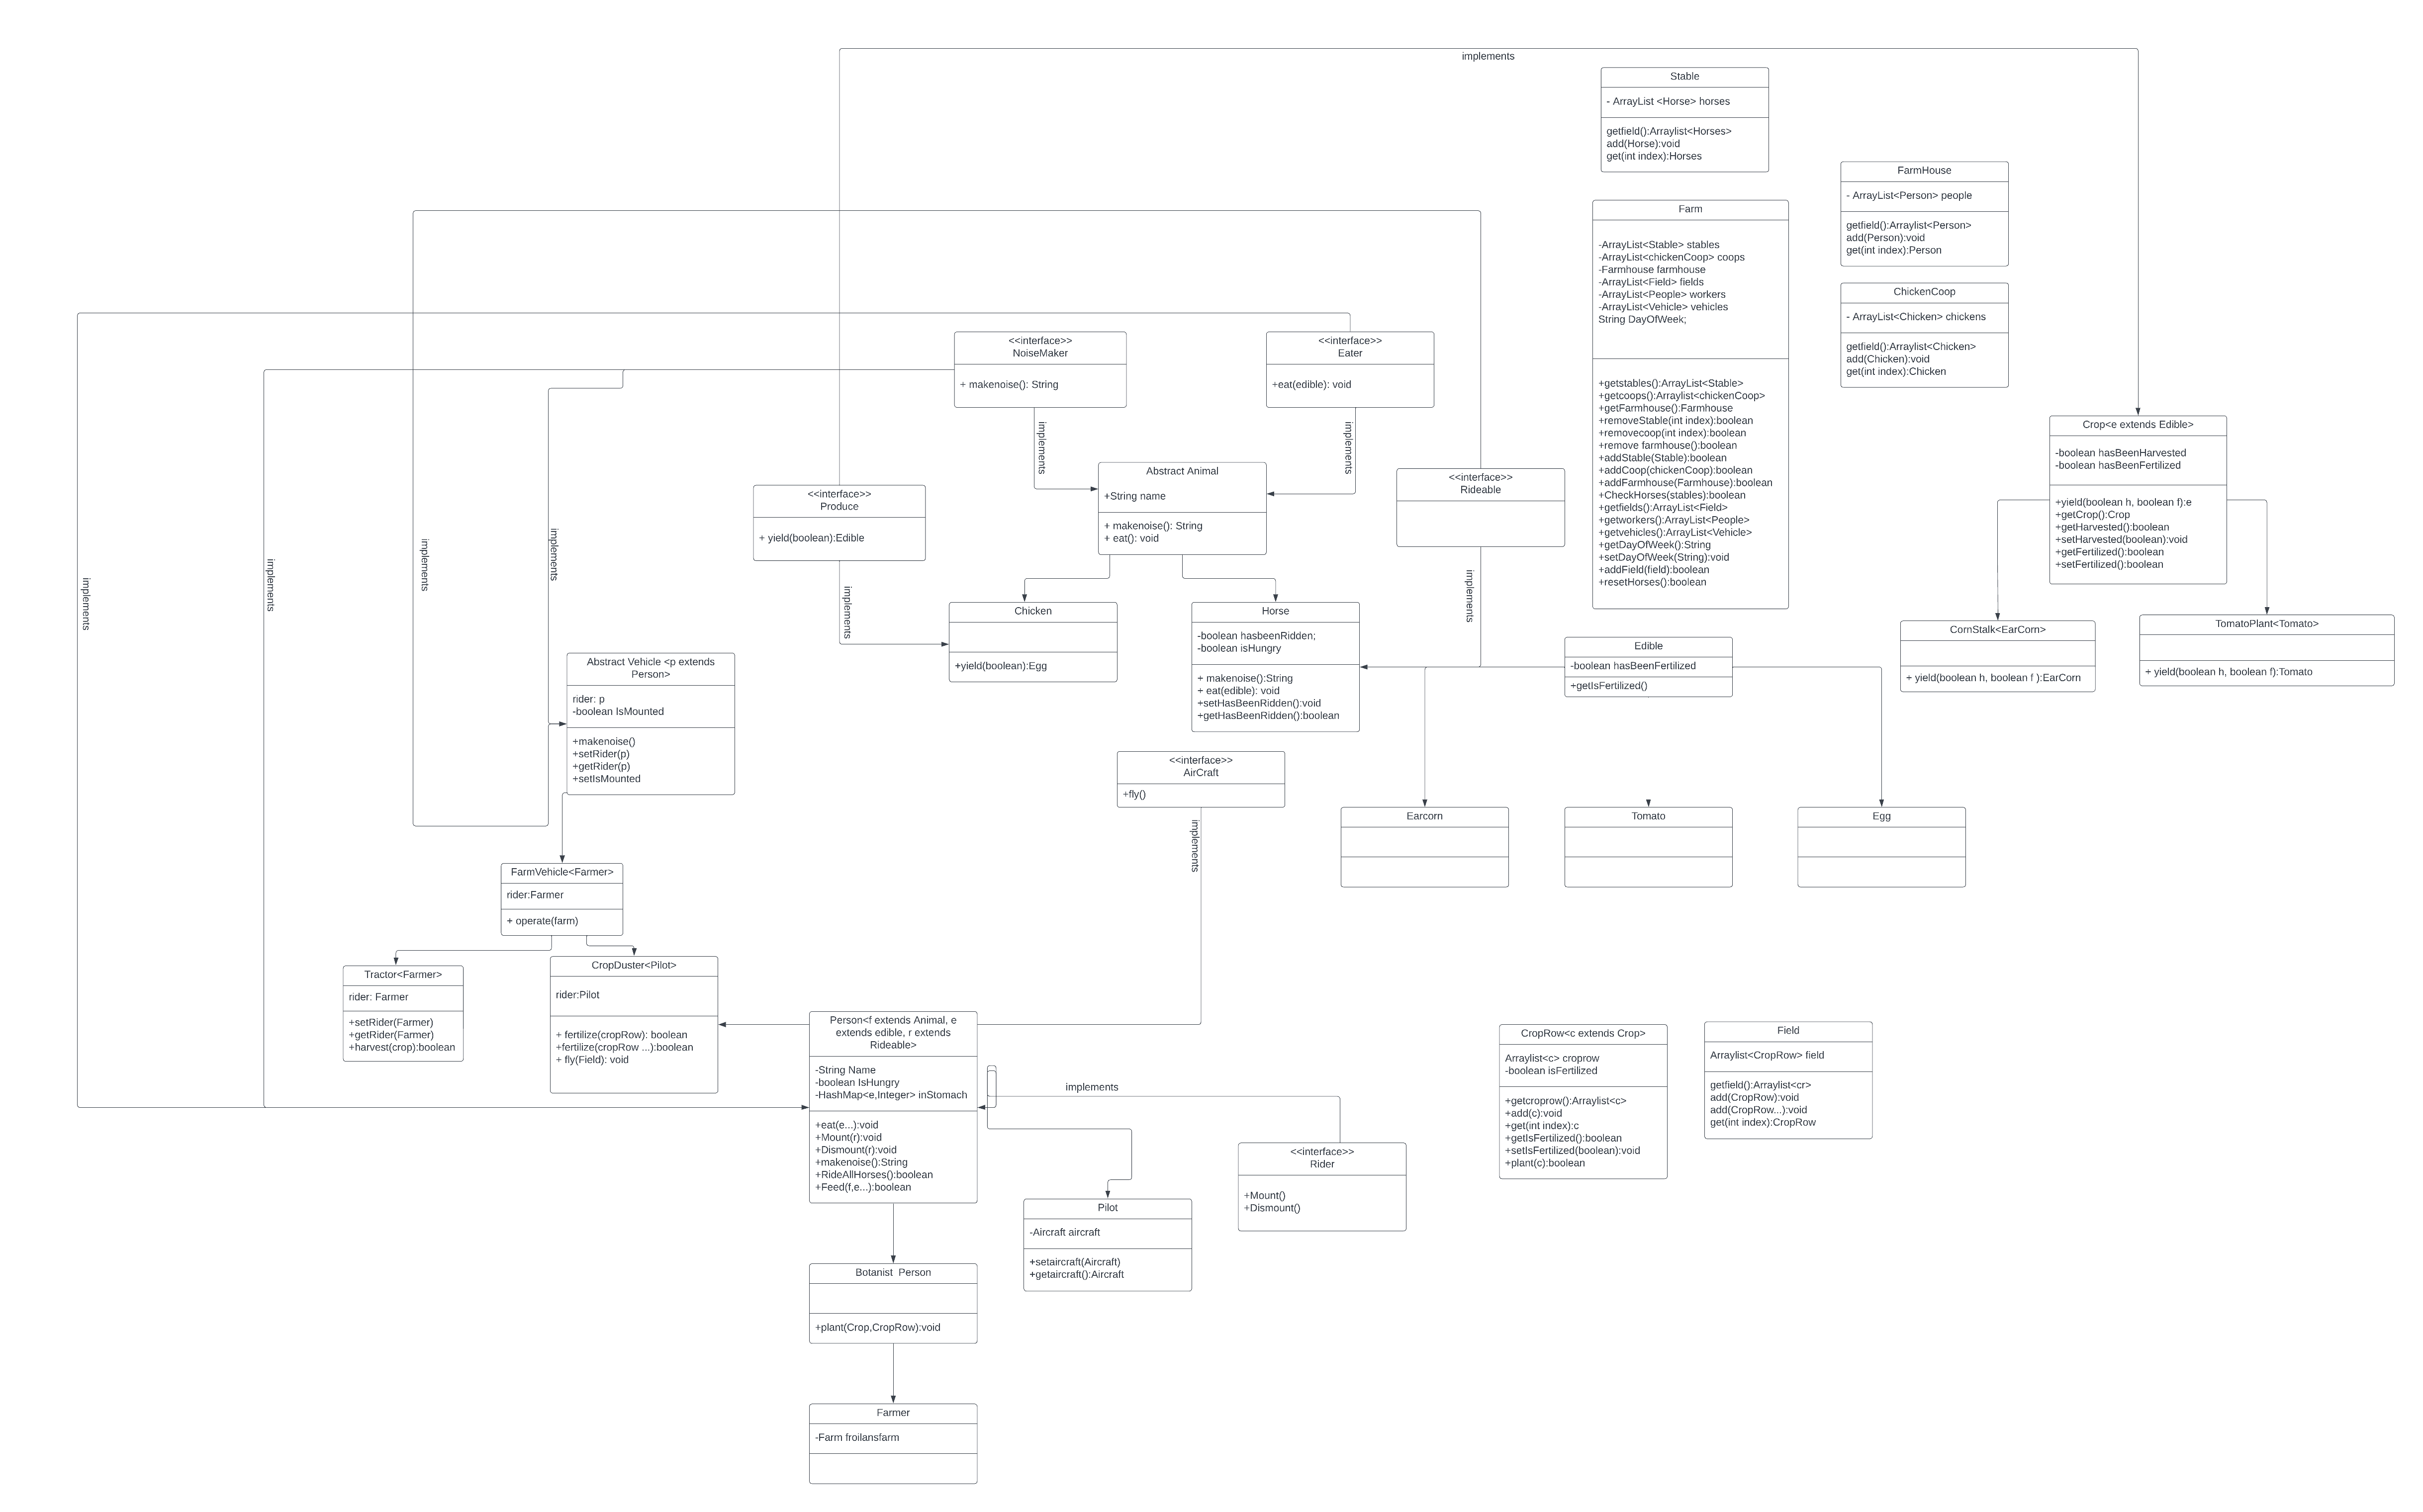 implements
Stable
- ArrayList <Horse> horses
getfield():Arraylist<Horses>
add(Horse):void
get(int index):Horses
FarmHouse
- ArrayList<Person> people
getfield():Arraylist<Person>
add(Person):void
get(int index):Person
Farm
-ArrayList<Stable> stables
-ArrayList<chickenCoop> coops
-Farmhouse farmhouse
-ArrayList<Field> fields
-ArrayList<People> workers
-ArrayList<Vehicle> vehicles
String DayOfWeek;
+getstables():ArrayList<Stable>
+getcoops():Arraylist<chickenCoop>
+getFarmhouse():Farmhouse
+removeStable(int index):boolean
+removecoop(int index):boolean
+remove farmhouse():boolean
+addStable(Stable):boolean
+addCoop(chickenCoop):boolean
+addFarmhouse(Farmhouse):boolean
+CheckHorses(stables):boolean
+getfields():ArrayList<Field>
+getworkers():ArrayList<People>
+getvehicles():ArrayList<Vehicle>
+getDayOfWeek():String
+setDayOfWeek(String):void
+addField(field):boolean
+resetHorses():boolean
ChickenCoop
- ArrayList<Chicken> chickens
getfield():Arraylist<Chicken>
add(Chicken):void
get(int index):Chicken
<<interface>>
NoiseMaker
+ makenoise(): String
<<interface>>
Eater
+eat(edible): void
implements
implements
Crop<e extends Edible>
-boolean hasBeenHarvested
-boolean hasBeenFertilized
+yield(boolean h, boolean f):e
+getCrop():Crop
+getHarvested():boolean
+setHarvested(boolean):void
+getFertilized():boolean
+setFertilized():boolean
Abstract Animal
+String name
+ makenoise(): String
+ eat(): void
<<interface>>
Rideable
<<interface>>
Produce
+ yield(boolean):Edible
implements
implements
implements
implements
implements
implements
Chicken
+yield(boolean):Egg
Horse
-boolean hasbeenRidden;
-boolean isHungry
+ makenoise():String
+ eat(edible): void
+setHasBeenRidden():void
+getHasBeenRidden():boolean
Edible
-boolean hasBeenFertilized
+getIsFertilized()
CornStalk<EarCorn>
+ yield(boolean h, boolean f ):EarCorn
TomatoPlant<Tomato>
+ yield(boolean h, boolean f):Tomato
Abstract Vehicle <p extends
Person>
rider: p
-boolean IsMounted
+makenoise()
+setRider(p)
+getRider(p)
+setIsMounted
<<interface>>
AirCraft
+fly()
implements
Earcorn
Tomato
Egg
FarmVehicle<Farmer>
rider:Farmer
+ operate(farm)
Tractor<Farmer>
rider: Farmer
+setRider(Farmer)
+getRider(Farmer)
+harvest(crop):boolean
CropDuster<Pilot>
rider:Pilot
+ fertilize(cropRow): boolean
+fertilize(cropRow ...):boolean
+ fly(Field): void
Person<f extends Animal, e
extends edible, r extends
Rideable>
-String Name
-boolean IsHungry
-HashMap<e,Integer> inStomach
+eat(e...):void
+Mount(r):void
+Dismount(r):void
+makenoise():String
+RideAllHorses():boolean
+Feed(f,e...):boolean
implements
CropRow<c extends Crop>
Arraylist<c> croprow
-boolean isFertilized
+getcroprow():Arraylist<c>
+add(c):void
+get(int index):c
+getIsFertilized():boolean
+setIsFertilized(boolean):void
+plant(c):boolean
Field
Arraylist<CropRow> field
getfield():Arraylist<cr>
add(CropRow):void
add(CropRow...):void
get(int index):CropRow
<<interface>>
Rider
+Mount()
+Dismount()
Pilot
-Aircraft aircraft
+setaircraft(Aircraft)
+getaircraft():Aircraft
Botanist  Person
+plant(Crop,CropRow):void
Farmer
-Farm froilansfarm